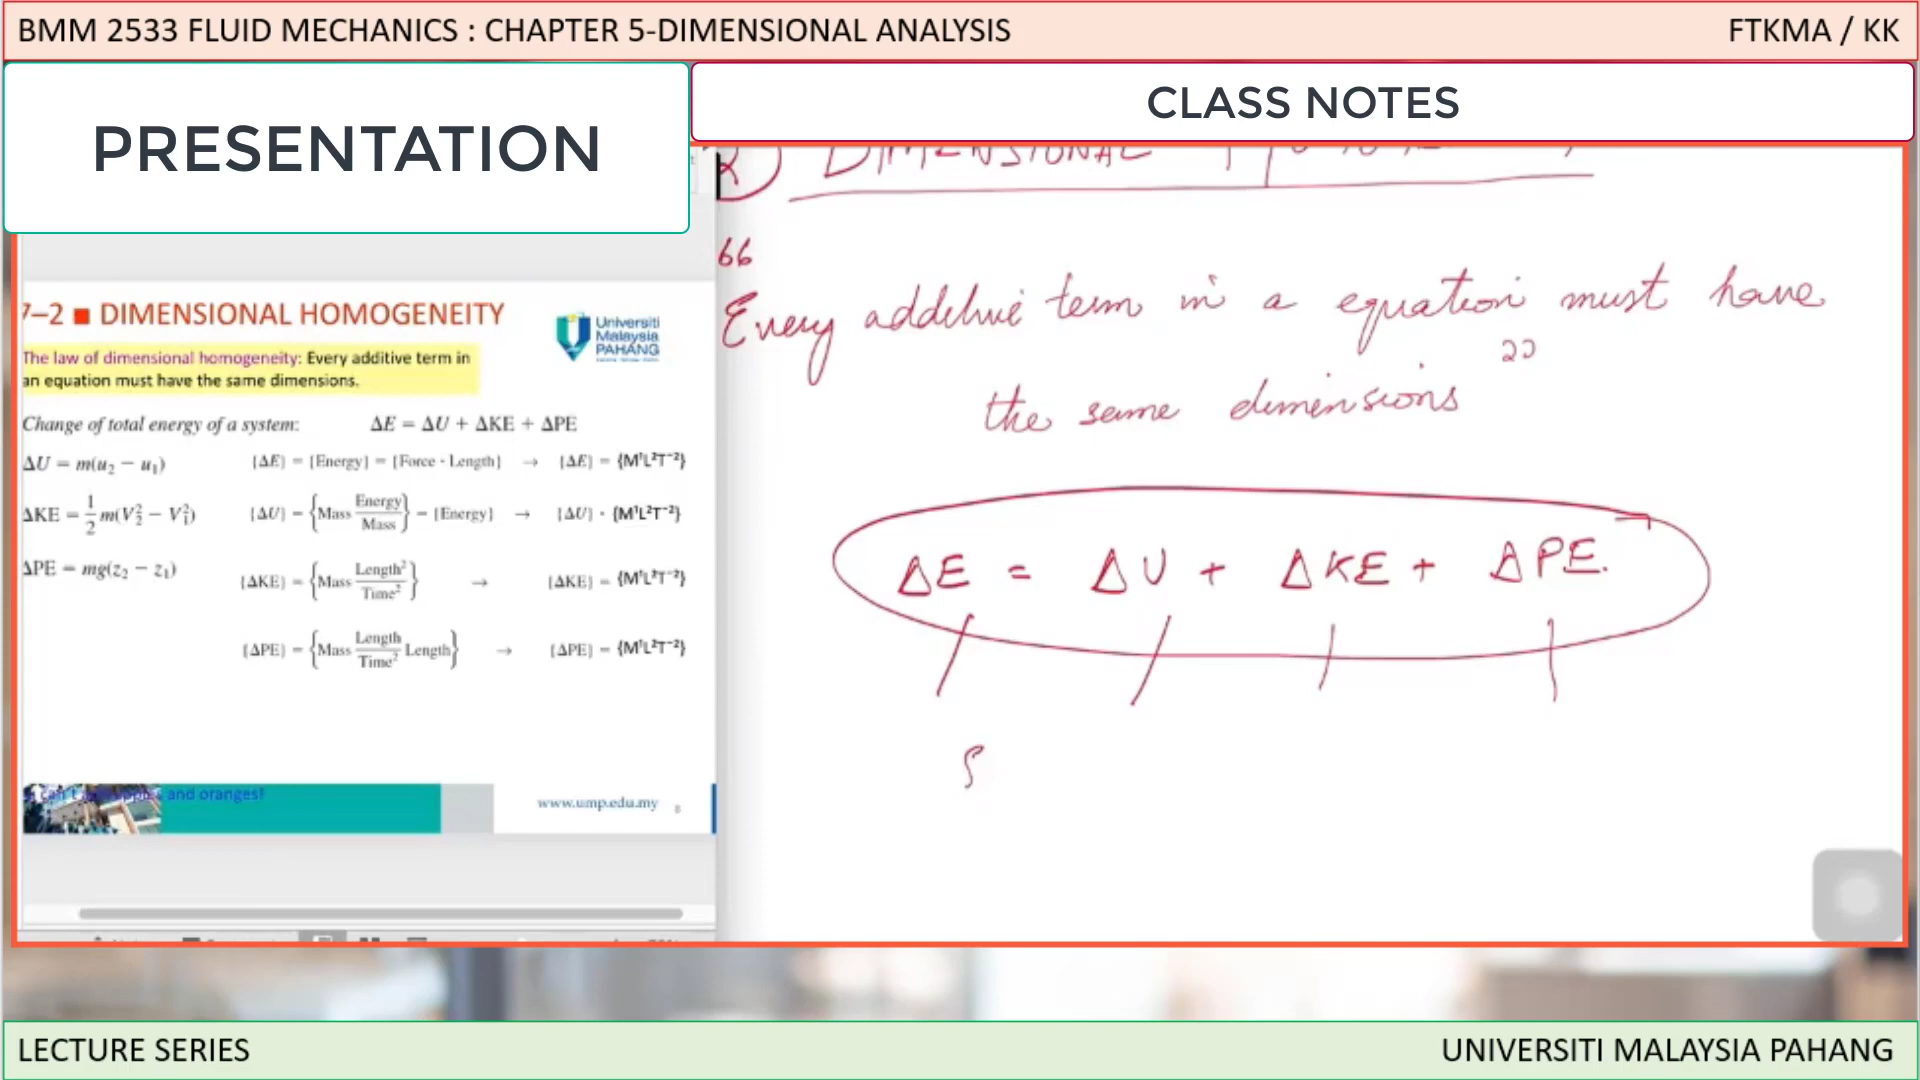 BMM 2533 FLUID MECHANICS : CHAPTER 5-DIMENSIONAL ANALYSIS
FTKMA / KK
PRESENTATION
CLASS NOTES
7–2 ■ DIMENSIONAL HOMOGENEITY
Universiti
Malaysia
PAHANG
The law of dimensional homogeneity: Every additive term in
an equation must have the same dimensions.
Change of total energy of a system: ΔE = ΔU + ΔKE + ΔPE
ΔU = m(u₂ − u₁) {ΔE} = {Energy} = {Force · Length} → {ΔE} = {M¹L²T⁻²}
ΔKE = 1/2 m(V₂² − V₁²) {ΔU} = {Mass Energy/Mass} = {Energy} → {ΔU} = {M¹L²T⁻²}
ΔPE = mg(z₂ − z₁) {ΔKE} = {Mass Length²/Time²} → {ΔKE} = {M¹L²T⁻²}
{ΔPE} = {Mass Length/Time² Length} → {ΔPE} = {M¹L²T⁻²}
and oranges!
www.ump.edu.my 8
2) DIMENSIONAL
66
Every additive term in a equation must have
the same dimensions
ΔE = ΔU + ΔKE + ΔPE.
LECTURE SERIES
UNIVERSITI MALAYSIA PAHANG